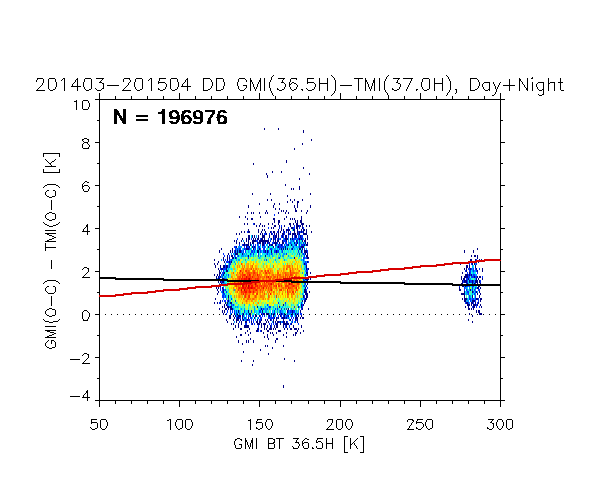 201403-201504 DD GMI(36.5H)-TMI(37.0H), Day+Night
N = 196976
GMI(O-C) - TMI(O-C) [K]
10
8
6
4
2
0
-2
-4
50 100 150 200 250 300
GMI BT 36.5H [K]